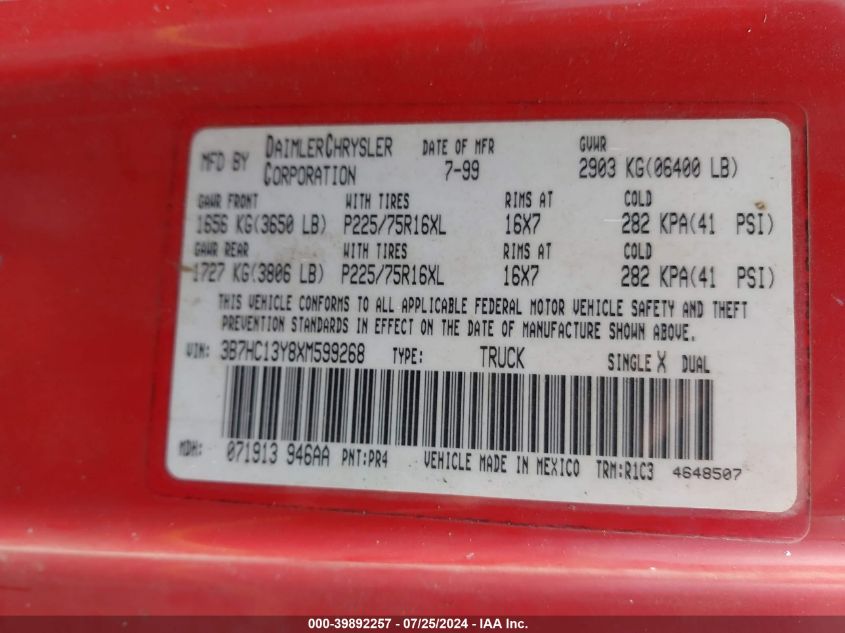 MFD BY DAIMLERCHRYSLER CORPORATION DATE OF MFR 7-99 GVWR 2903 KG(06400 LB)
GAWR FRONT WITH TIRES RIMS AT COLD
1656 KG(3650 LB) P225/75R16XL 16X7 282 KPA(41 PSI)
GAWR REAR WITH TIRES RIMS AT COLD
1727 KG(3806 LB) P225/75R16XL 16X7 282 KPA(41 PSI)
THIS VEHICLE CONFORMS TO ALL APPLICABLE FEDERAL MOTOR VEHICLE SAFETY AND THEFT
PREVENTION STANDARDS IN EFFECT ON THE DATE OF MANUFACTURE SHOWN ABOVE.
VIN: 3B7HC13Y8XM599268 TYPE: TRUCK SINGLE X DUAL
MDH: 071913 946AA PNT:PR4 VEHICLE MADE IN MEXICO TRM:R1C3 4648507
000-39892257 - 07/25/2024 - IAA Inc.